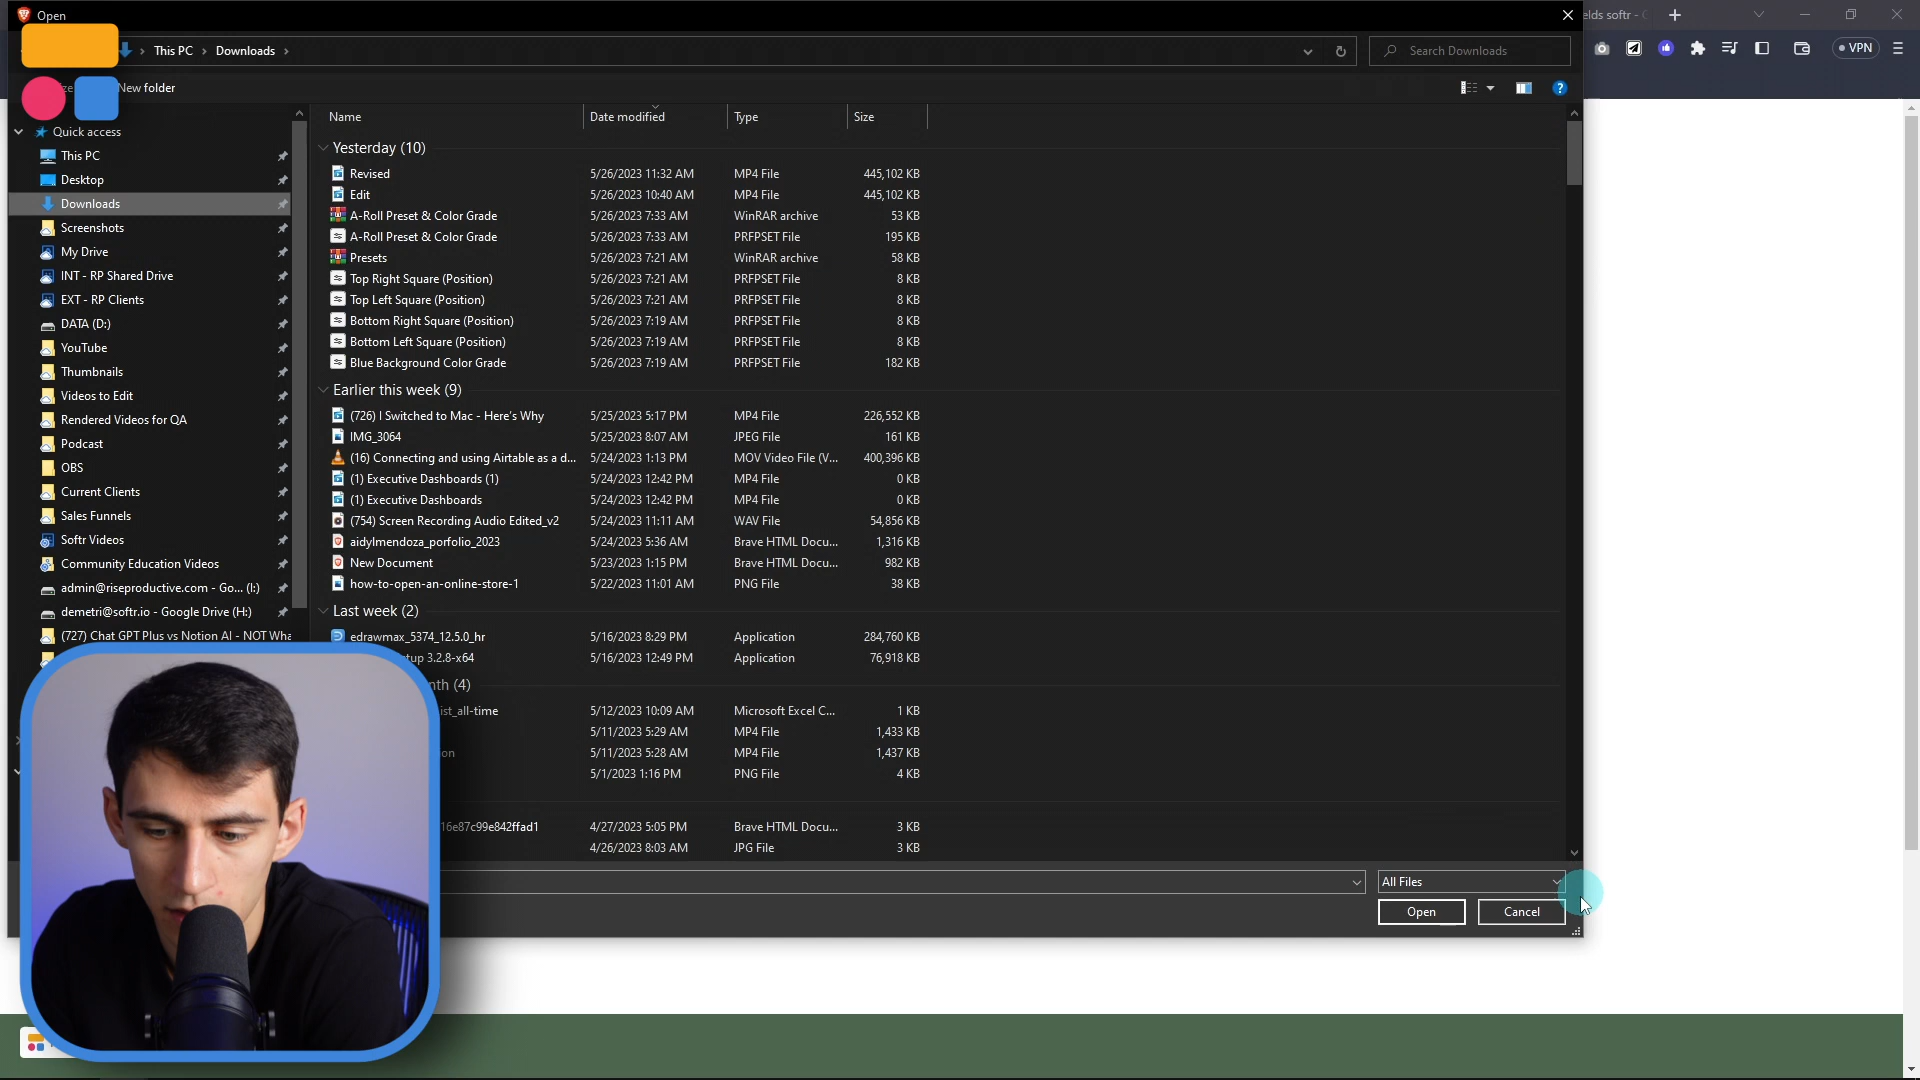 Open
elds softr -
This PC > Downloads >
Search Downloads
VPN
New folder
Name Date modified Type Size
Quick access
This PC
Desktop
Downloads
Screenshots
My Drive
INT - RP Shared Drive
EXT - RP Clients
DATA (D:)
YouTube
Thumbnails
Videos to Edit
Rendered Videos for QA
Podcast
OBS
Current Clients
Sales Funnels
Softr Videos
Community Education Videos
admin@riseproductive.com - Go... (I:)
demetri@softr.io - Google Drive (H:)
(727) Chat GPT Plus vs Notion AI - NOT Wha
Yesterday (10)
Revised 5/26/2023 11:32 AM MP4 File 445,102 KB
Edit 5/26/2023 10:40 AM MP4 File 445,102 KB
A-Roll Preset & Color Grade 5/26/2023 7:33 AM WinRAR archive 53 KB
A-Roll Preset & Color Grade 5/26/2023 7:33 AM PRFPSET File 195 KB
Presets 5/26/2023 7:21 AM WinRAR archive 58 KB
Top Right Square (Position) 5/26/2023 7:21 AM PRFPSET File 8 KB
Top Left Square (Position) 5/26/2023 7:21 AM PRFPSET File 8 KB
Bottom Right Square (Position) 5/26/2023 7:19 AM PRFPSET File 8 KB
Bottom Left Square (Position) 5/26/2023 7:19 AM PRFPSET File 8 KB
Blue Background Color Grade 5/26/2023 7:19 AM PRFPSET File 182 KB
Earlier this week (9)
(726) I Switched to Mac - Here's Why 5/25/2023 5:17 PM MP4 File 226,552 KB
IMG_3064 5/25/2023 8:07 AM JPEG File 161 KB
(16) Connecting and using Airtable as a d... 5/24/2023 1:13 PM MOV Video File (V... 400,396 KB
(1) Executive Dashboards (1) 5/24/2023 12:42 PM MP4 File 0 KB
(1) Executive Dashboards 5/24/2023 12:42 PM MP4 File 0 KB
(754) Screen Recording Audio Edited_v2 5/24/2023 11:11 AM WAV File 54,856 KB
aidylmendoza_porfolio_2023 5/24/2023 5:36 AM Brave HTML Docu... 1,316 KB
New Document 5/23/2023 1:15 PM Brave HTML Docu... 982 KB
how-to-open-an-online-store-1 5/22/2023 11:01 AM PNG File 38 KB
Last week (2)
edrawmax_5374_12.5.0_hr 5/16/2023 8:29 PM Application 284,760 KB
tup 3.2.8-x64 5/16/2023 12:49 PM Application 76,918 KB
nth (4)
ist_all-time 5/12/2023 10:09 AM Microsoft Excel C... 1 KB
5/11/2023 5:29 AM MP4 File 1,433 KB
on 5/11/2023 5:28 AM MP4 File 1,437 KB
5/1/2023 1:16 PM PNG File 4 KB
16e87c99e842ffad1 4/27/2023 5:05 PM Brave HTML Docu... 3 KB
4/26/2023 8:03 AM JPG File 3 KB
All Files
Open Cancel